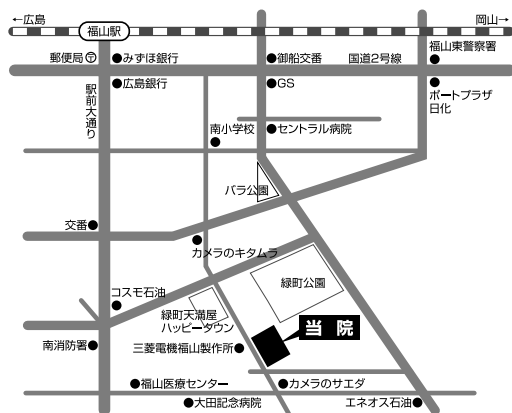 ←広島
岡山→
福山駅
郵便局〒
みずほ銀行
御船交番
国道2号線
福山東警察署
広島銀行
GS
ポートプラザ
日化
駅前大通り
南小学校
セントラル病院
バラ公園
交番
カメラのキタムラ
緑町公園
コスモ石油
緑町天満屋
ハッピータウン
当院
南消防署
三菱電機福山製作所
福山医療センター
カメラのサエダ
大田記念病院
エネオス石油